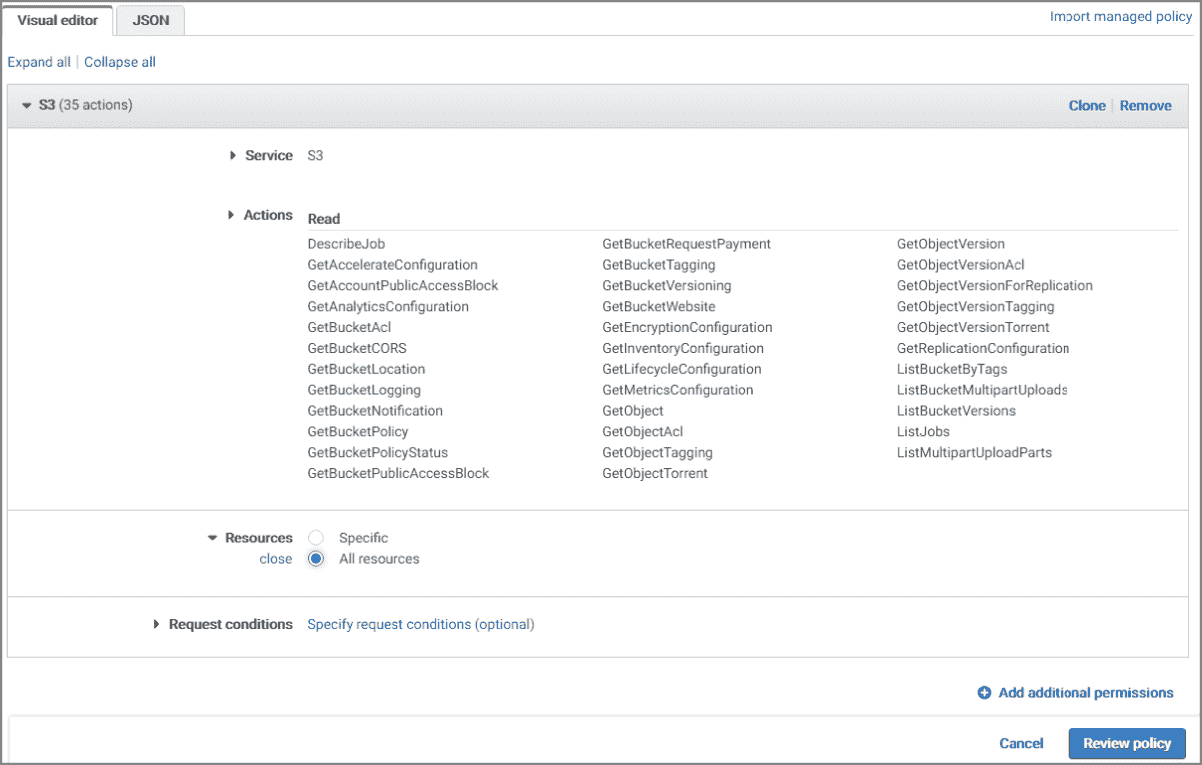 Visual editor JSON Import managed policy
Expand all | Collapse all
S3 (35 actions) Clone | Remove
Service S3
Actions Read
DescribeJob GetBucketRequestPayment GetObjectVersion
GetAccelerateConfiguration GetBucketTagging GetObjectVersionAcl
GetAccountPublicAccessBlock GetBucketVersioning GetObjectVersionForReplication
GetAnalyticsConfiguration GetBucketWebsite GetObjectVersionTagging
GetBucketAcl GetEncryptionConfiguration GetObjectVersionTorrent
GetBucketCORS GetInventoryConfiguration GetReplicationConfiguration
GetBucketLocation GetLifecycleConfiguration ListBucketByTags
GetBucketLogging GetMetricsConfiguration ListBucketMultipartUploads
GetBucketNotification GetObject ListBucketVersions
GetBucketPolicy GetObjectAcl ListJobs
GetBucketPolicyStatus GetObjectTagging ListMultipartUploadParts
GetBucketPublicAccessBlock GetObjectTorrent
Resources Specific
close All resources
Request conditions Specify request conditions (optional)
Add additional permissions
Cancel Review policy